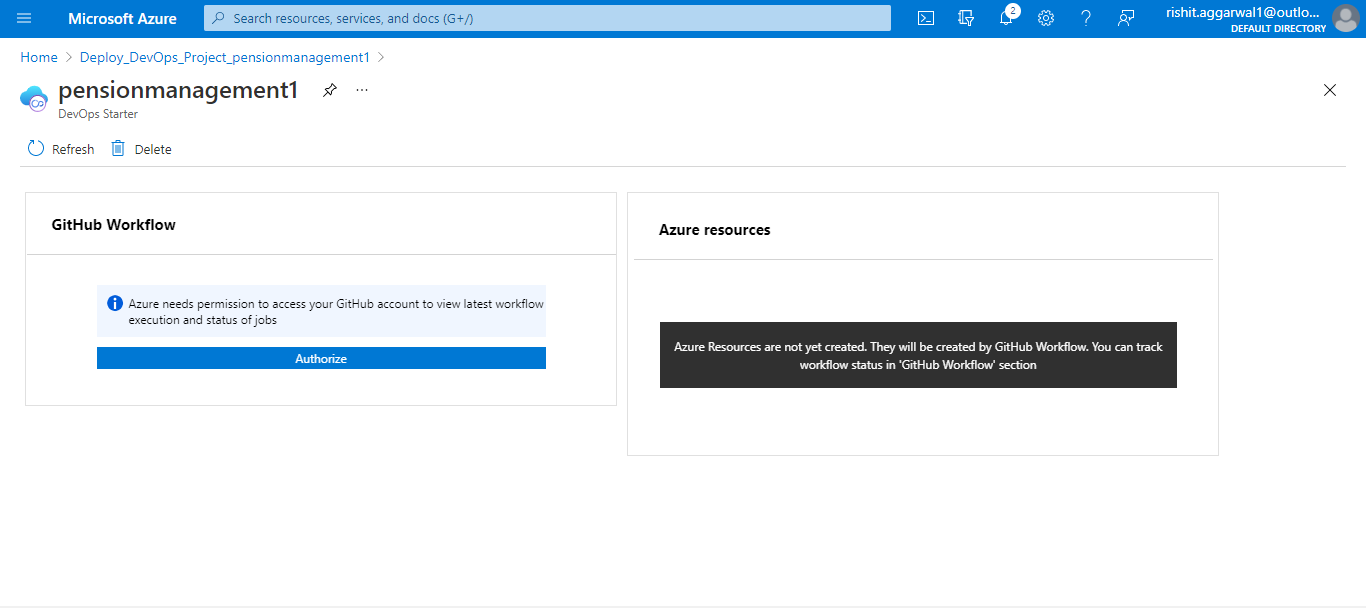 Microsoft Azure
Search resources, services, and docs (G+/)
2
rishit.aggarwal1@outlo...
DEFAULT DIRECTORY
Home > Deploy_DevOps_Project_pensionmanagement1 >
pensionmanagement1
DevOps Starter
Refresh Delete
GitHub Workflow
Azure needs permission to access your GitHub account to view latest workflow
execution and status of jobs
Authorize
Azure resources
Azure Resources are not yet created. They will be created by GitHub Workflow. You can track
workflow status in 'GitHub Workflow' section